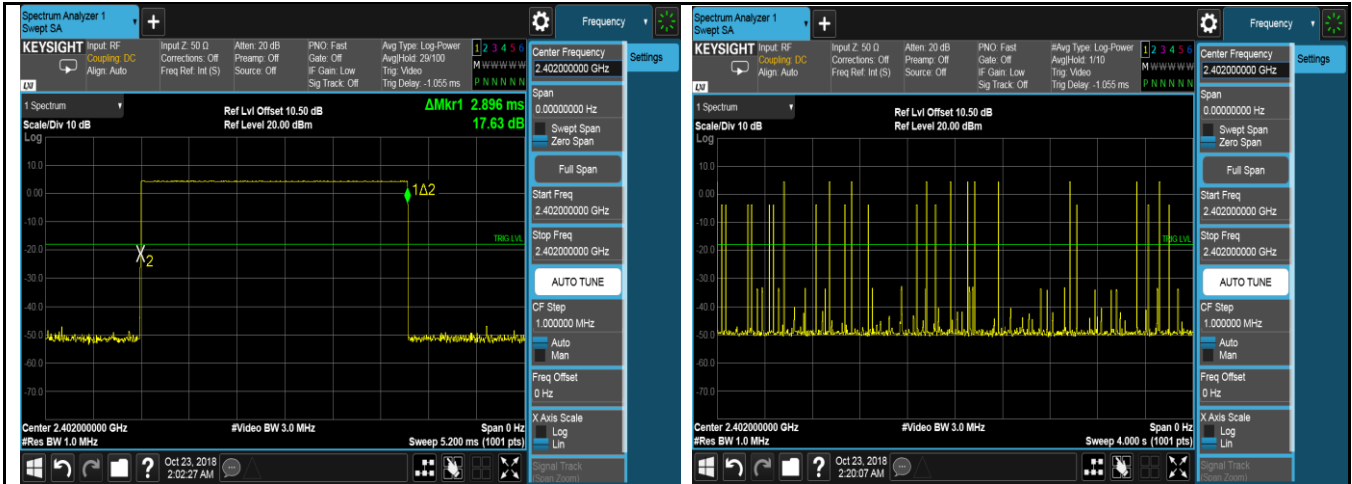 Spectrum Analyzer 1
Swept SA
+
Frequency
KEYSIGHT
Input: RF
Coupling: DC
Align: Auto
Input Z: 50 Ω
Corrections: Off
Freq Ref: Int (S)
Atten: 20 dB
Preamp: Off
Source: Off
PNO: Fast
Gate: Off
IF Gain: Low
Sig Track: Off
Avg Type: Log-Power
Avg|Hold: 29/100
Trig: Video
Trig Delay: -1.055 ms
1 2 3 4 5 6
M W W W W W
P N N N N N
LXI
1 Spectrum
Scale/Div 10 dB
Log
Ref Lvl Offset 10.50 dB
Ref Level 20.00 dBm
ΔMkr1 2.896 ms
17.63 dB
10.0
0.00
-10.0
-20.0
-30.0
-40.0
-50.0
-60.0
-70.0
1Δ2
X2
TRIG LVL
Center 2.402000000 GHz
#Res BW 1.0 MHz
#Video BW 3.0 MHz
Span 0 Hz
Sweep 5.200 ms (1001 pts)
Oct 23, 2018
2:02:27 AM
?
Settings
Center Frequency
2.402000000 GHz
Span
0.00000000 Hz
Swept Span
Zero Span
Full Span
Start Freq
2.402000000 GHz
Stop Freq
2.402000000 GHz
AUTO TUNE
CF Step
1.000000 MHz
Auto
Man
Freq Offset
0 Hz
X Axis Scale
Log
Lin
Signal Track
(Span Zoom)
Spectrum Analyzer 1
Swept SA
+
Frequency
KEYSIGHT
Input: RF
Coupling: DC
Align: Auto
Input Z: 50 Ω
Corrections: Off
Freq Ref: Int (S)
Atten: 20 dB
Preamp: Off
Source: Off
PNO: Fast
Gate: Off
IF Gain: Low
Sig Track: Off
#Avg Type: Log-Power
Avg|Hold: 1/10
Trig: Video
Trig Delay: -1.055 ms
1 2 3 4 5 6
M W W W W W
P N N N N N
LXI
1 Spectrum
Scale/Div 10 dB
Log
Ref Lvl Offset 10.50 dB
Ref Level 20.00 dBm
10.0
0.00
-10.0
-20.0
-30.0
-40.0
-50.0
-60.0
-70.0
TRIG LVL
Center 2.402000000 GHz
#Res BW 1.0 MHz
#Video BW 3.0 MHz
Span 0 Hz
Sweep 4.000 s (1001 pts)
Oct 23, 2018
2:20:07 AM
?
Settings
Center Frequency
2.402000000 GHz
Span
0.00000000 Hz
Swept Span
Zero Span
Full Span
Start Freq
2.402000000 GHz
Stop Freq
2.402000000 GHz
AUTO TUNE
CF Step
1.000000 MHz
Auto
Man
Freq Offset
0 Hz
X Axis Scale
Log
Lin
Signal Track
(Span Zoom)